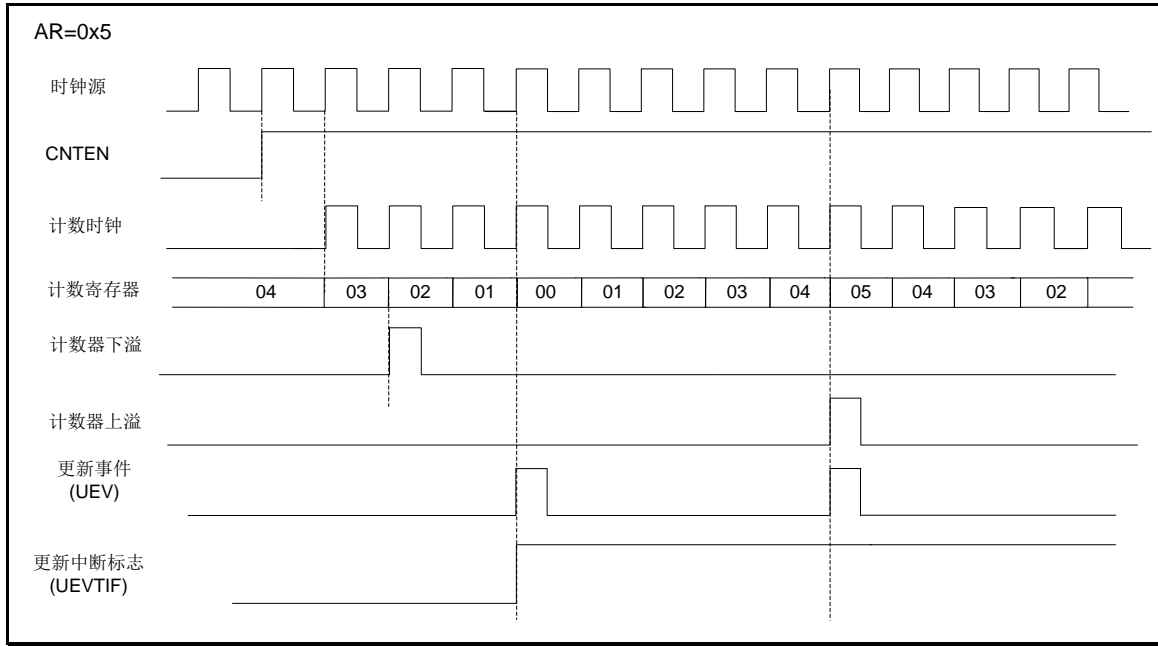 AR=0x5
时钟源
CNTEN
计数时钟
计数寄存器 04 03 02 01 00 01 02 03 04 05 04 03 02
计数器下溢
计数器上溢
更新事件
(UEV)
更新中断标志
(UEVTIF)